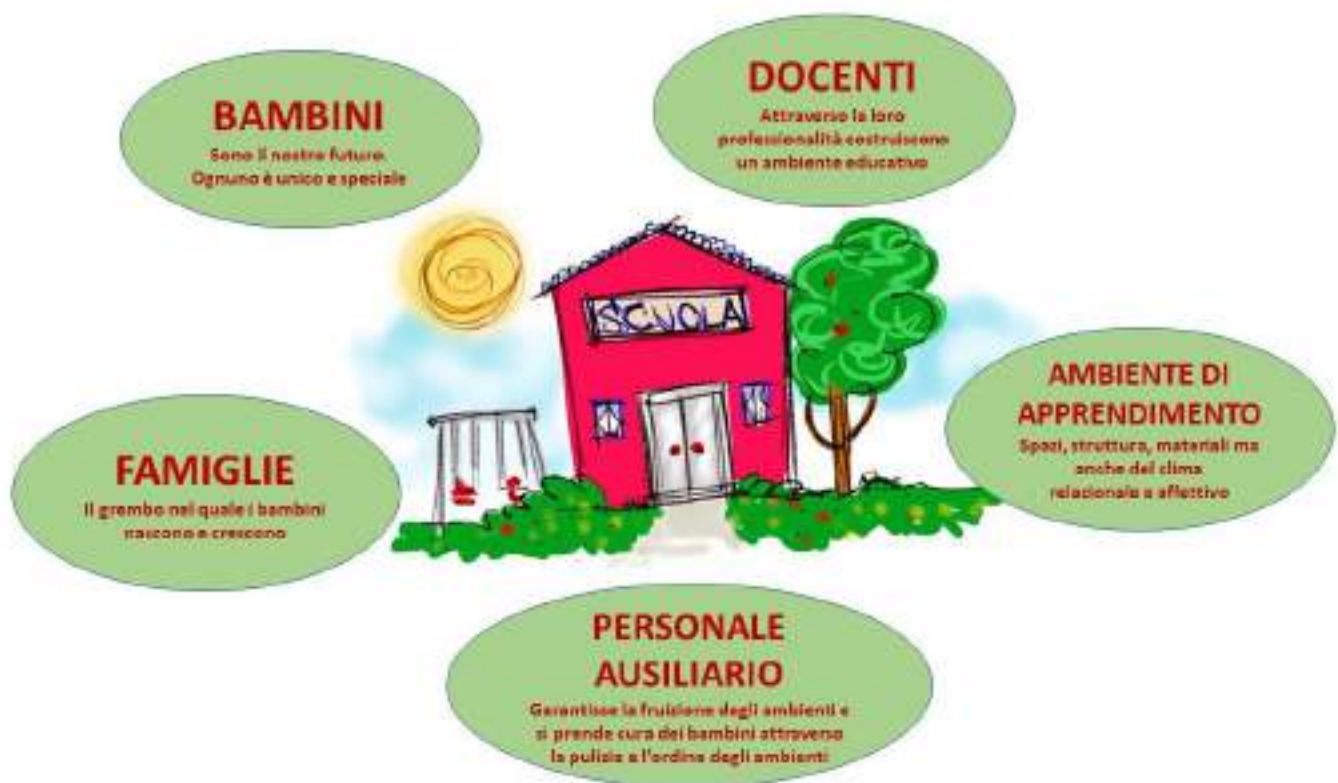 BAMBINI
Sono il nostro futuro.
Ognuno è unico e speciale
DOCENTI
Attraverso la loro
professionalità costruiscono
un ambiente educativo
SCUOLA
AMBIENTE DI
APPRENDIMENTO
Spazi, struttura, materiali ma
anche del clima
relazionale e affettivo
FAMIGLIE
Il grembo nel quale i bambini
nascono e crescono
PERSONALE
AUSILIARIO
Garantisce la fruizione degli ambienti e
si prende cura dei bambini attraverso
la pulizia e l'ordine degli ambienti